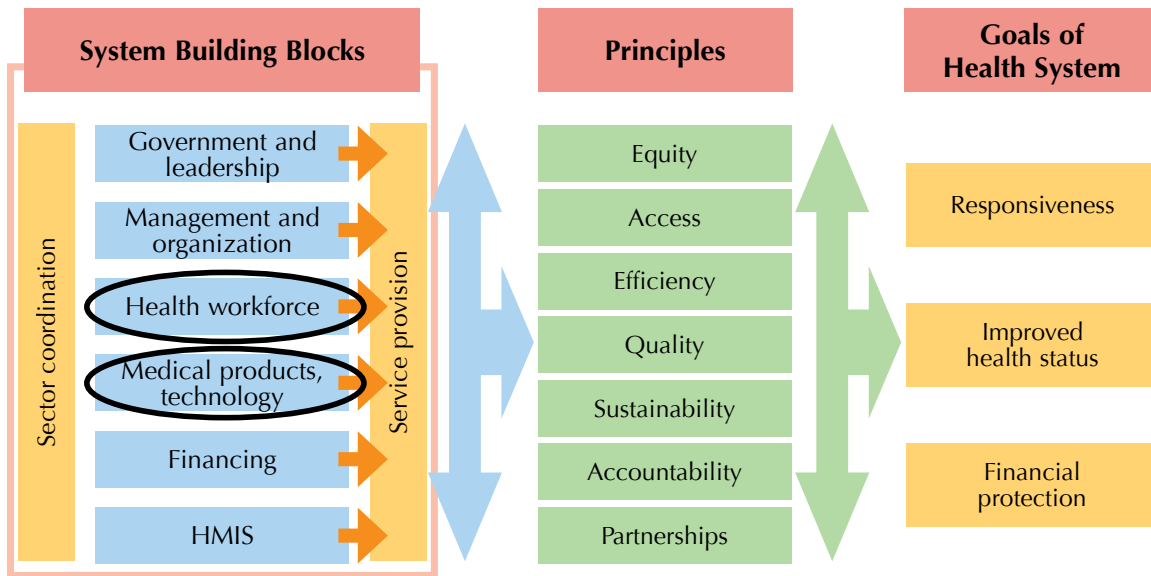 System Building Blocks
Principles
Goals of
Health System
Sector coordination
Government and
leadership
Management and
organization
Health workforce
Medical products,
technology
Financing
HMIS
Service provision
Equity
Access
Efficiency
Quality
Sustainability
Accountability
Partnerships
Responsiveness
Improved
health status
Financial
protection